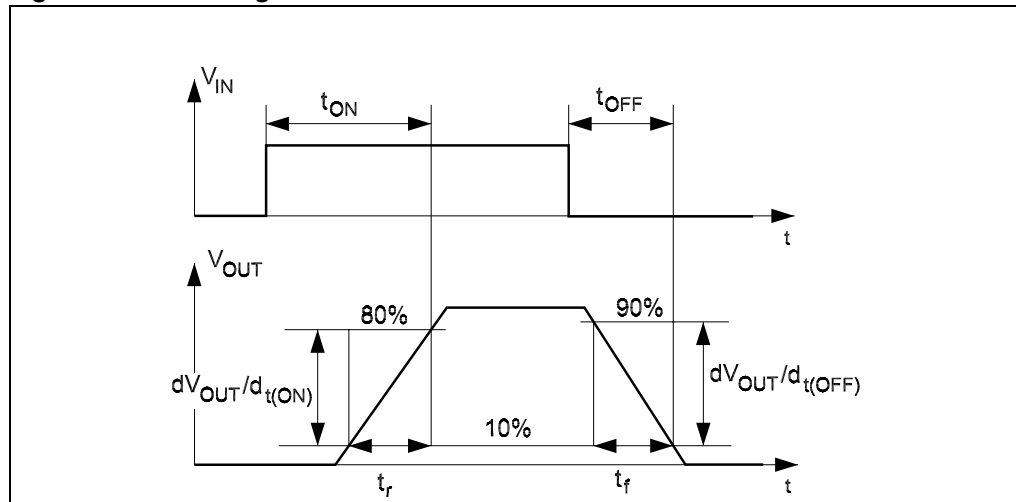 V_IN
t_ON
t_OFF
t
V_OUT
80%
90%
dV_OUT/d_t(ON)
dV_OUT/d_t(OFF)
10%
t_r
t_f
t